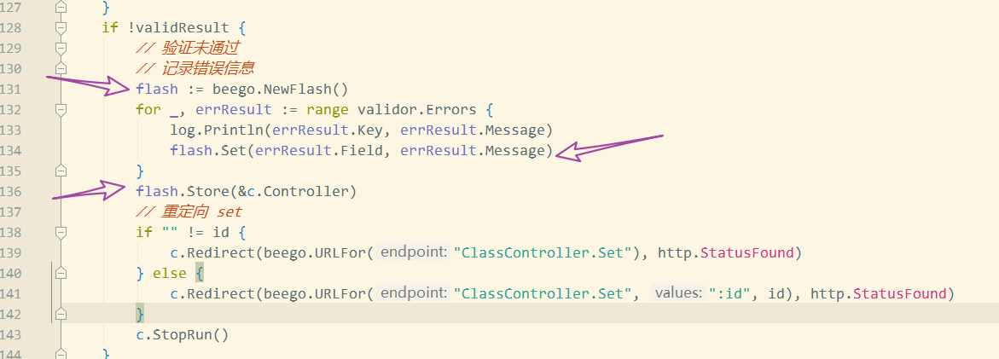 127 }
128 if !validResult {
129 // 验证未通过
130 // 记录错误信息
131 flash := beego.NewFlash()
132 for _, errResult := range validor.Errors {
133 log.Println(errResult.Key, errResult.Message)
134 flash.Set(errResult.Field, errResult.Message)
135 }
136 flash.Store(&c.Controller)
137 // 重定向 set
138 if "" != id {
139 c.Redirect(beego.URLFor( endpoint: "ClassController.Set"), http.StatusFound)
140 } else {
141 c.Redirect(beego.URLFor( endpoint: "ClassController.Set", values: ":id", id), http.StatusFound)
142 }
143 c.StopRun()
144 }